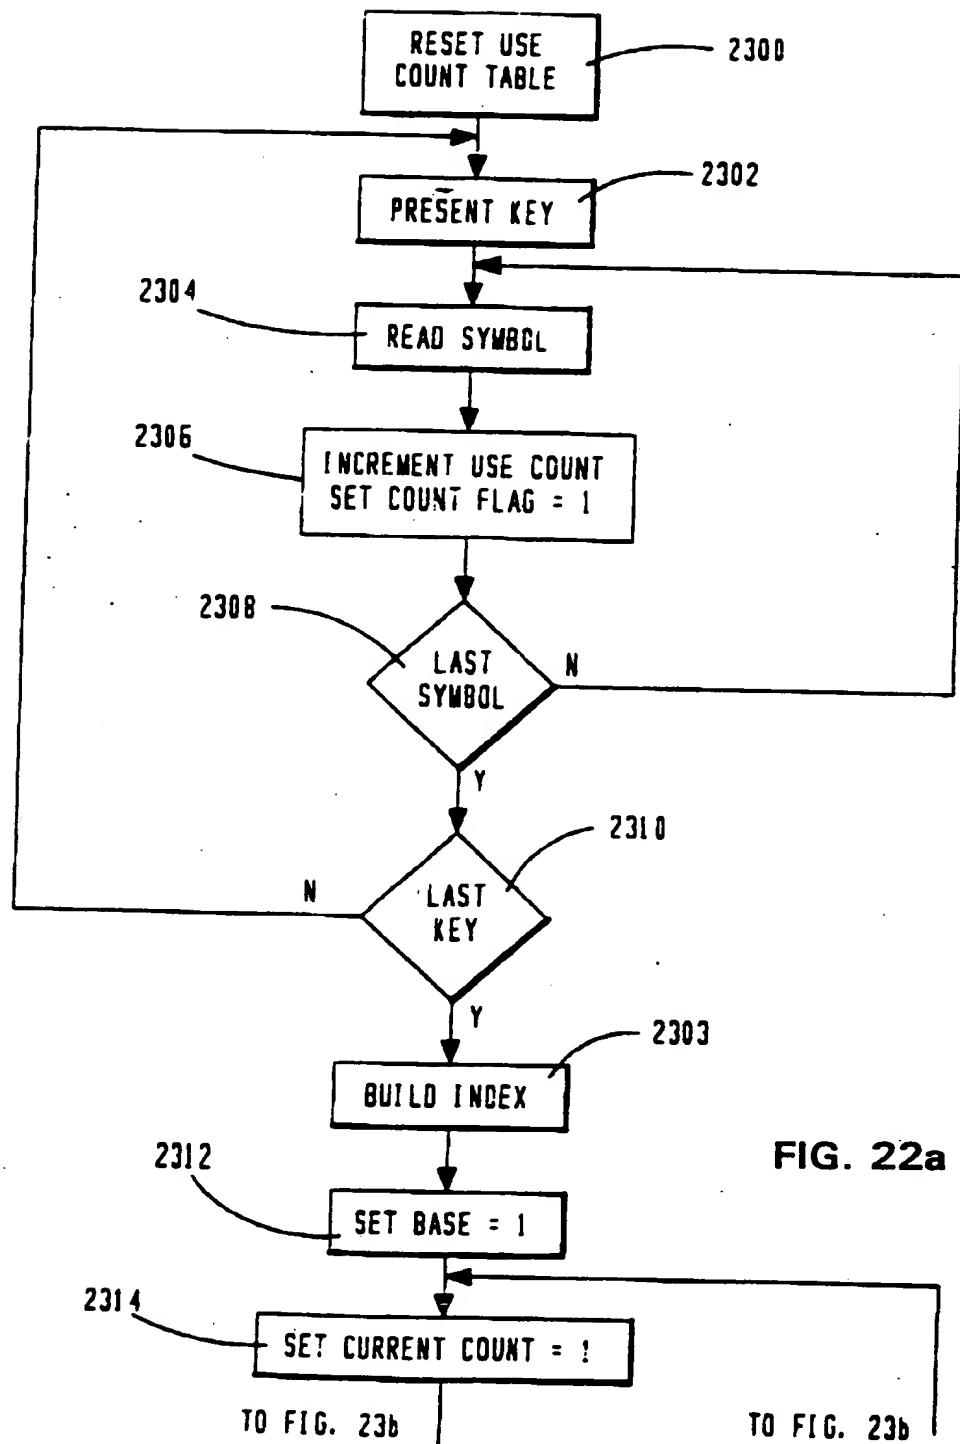 RESET USE
COUNT TABLE
2300
PRESENT KEY
2302
2304
READ SYMBOL
2306
INCREMENT USE COUNT
SET COUNT FLAG = 1
2308
LAST
SYMBOL
N
Y
2310
LAST
KEY
N
Y
2303
BUILD INDEX
FIG. 22a
2312
SET BASE = 1
2314
SET CURRENT COUNT = 1
TO FIG. 23b
TO FIG. 23b